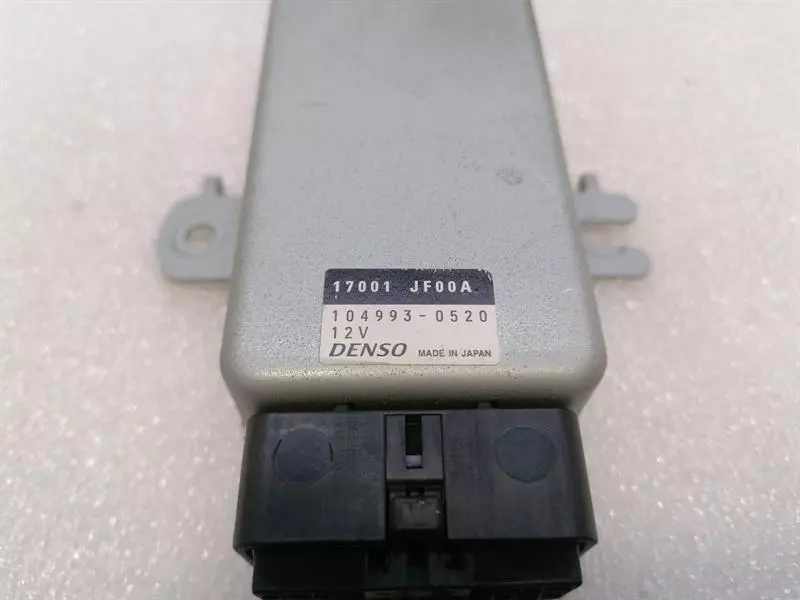 17001 JF00A
104993-0520
12V
DENSO MADE IN JAPAN